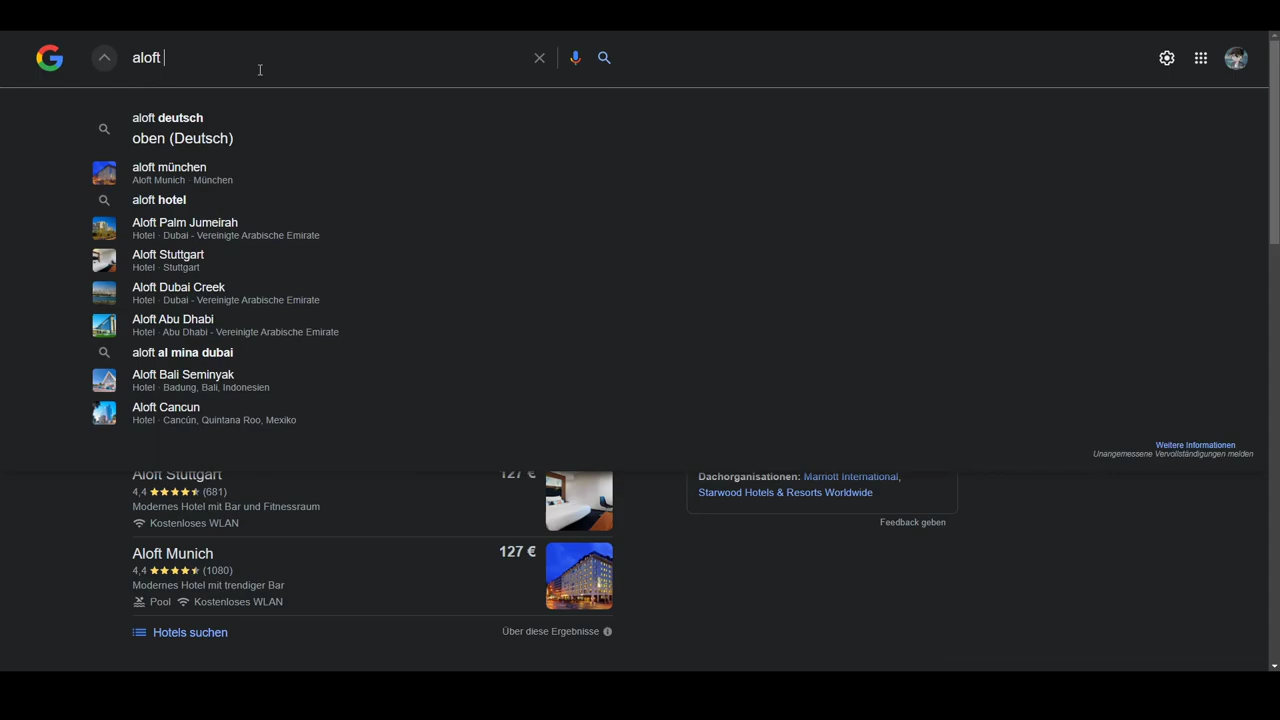 aloft
aloft deutsch
oben (Deutsch)
aloft münchen
Aloft Munich · München
aloft hotel
Aloft Palm Jumeirah
Hotel · Dubai - Vereinigte Arabische Emirate
Aloft Stuttgart
Hotel · Stuttgart
Aloft Dubai Creek
Hotel · Dubai - Vereinigte Arabische Emirate
Aloft Abu Dhabi
Hotel · Abu Dhabi - Vereinigte Arabische Emirate
aloft al mina dubai
Aloft Bali Seminyak
Hotel · Badung, Bali, Indonesien
Aloft Cancun
Hotel · Cancún, Quintana Roo, Mexiko
Weitere Informationen
Unangemessene Vervollständigungen melden
Aloft Stuttgart
127 €
4,4 (681)
Modernes Hotel mit Bar und Fitnessraum
Kostenloses WLAN
Aloft Munich
127 €
4,4 (1080)
Modernes Hotel mit trendiger Bar
Pool Kostenloses WLAN
Hotels suchen
Über diese Ergebnisse
Dachorganisationen: Marriott International,
Starwood Hotels & Resorts Worldwide
Feedback geben